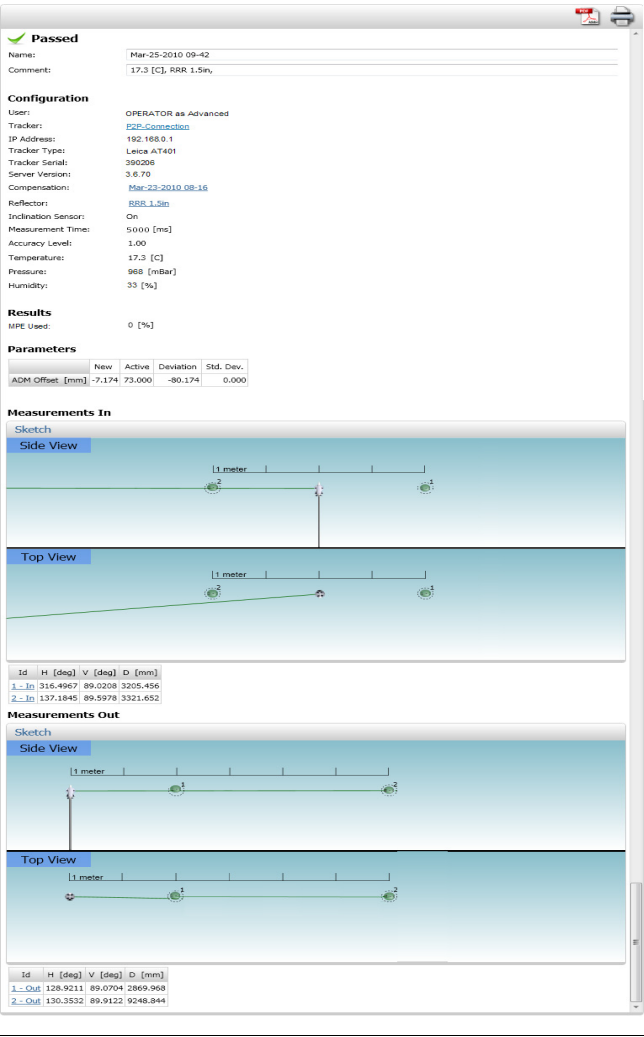 PDF
Passed
Name: Mar-25-2010 09-42
Comment: 17.3 [C], RRR 1.5in,
Configuration
User: OPERATOR as Advanced
Tracker: P2P-Connection
IP Address: 192.168.0.1
Tracker Type: Leica AT401
Tracker Serial: 390206
Server Version: 3.6.70
Compensation: Mar-23-2010 08-16
Reflector: RRR 1.5in
Inclination Sensor: On
Measurement Time: 5000 [ms]
Accuracy Level: 1.00
Temperature: 17.3 [C]
Pressure: 968 [mBar]
Humidity: 33 [%]
Results
MPE Used: 0 [%]
Parameters
New Active Deviation Std. Dev.
ADM Offset [mm] -7.174 73.000 -80.174 0.000
Measurements In
Sketch
Side View
1 meter
2 1
Top View
1 meter
2 1
Id H [deg] V [deg] D [mm]
1 - In 316.4967 89.0208 3205.456
2 - In 137.1845 89.5978 3321.652
Measurements Out
Sketch
Side View
1 meter
1 2
Top View
1 meter
1 2
Id H [deg] V [deg] D [mm]
1 - Out 128.9211 89.0704 2869.968
2 - Out 130.3532 89.9122 9248.844